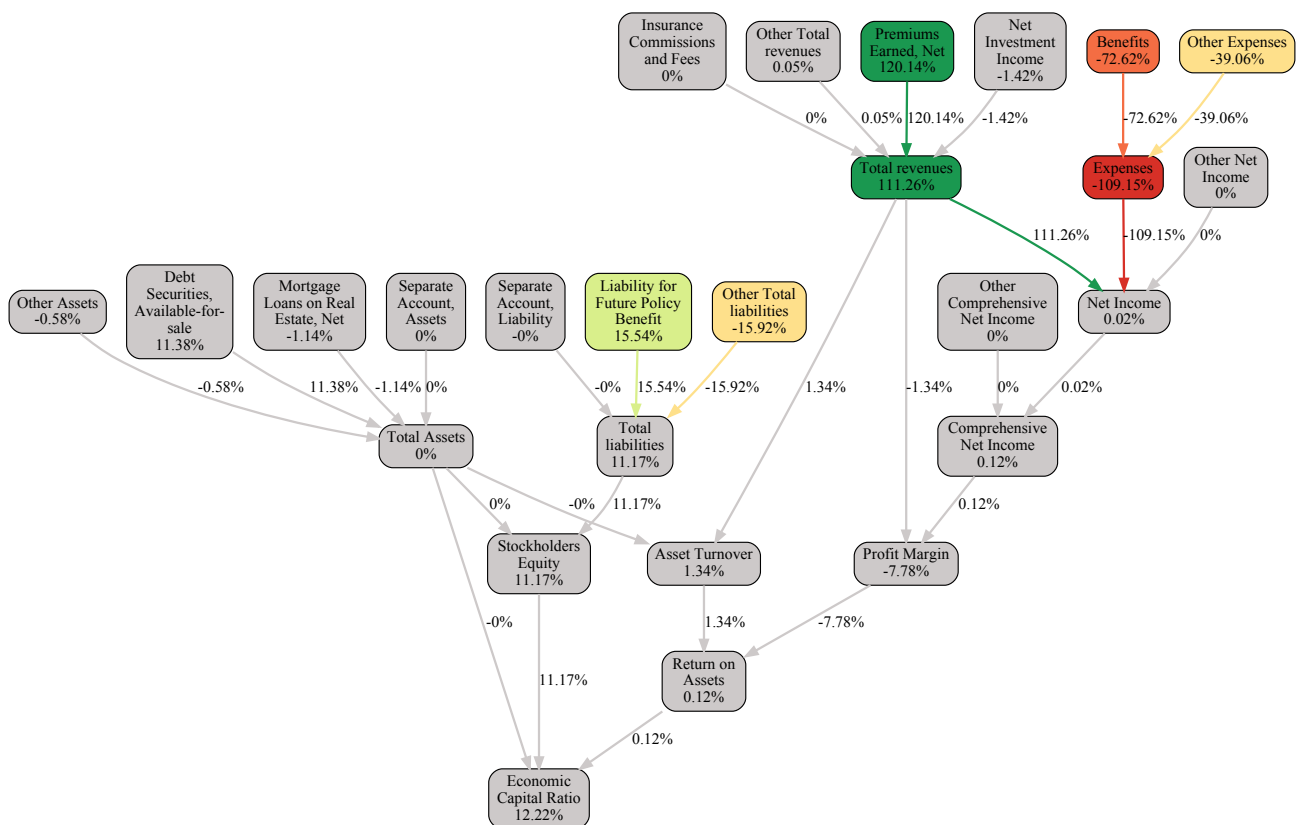 Insurance
Commissions
and Fees
0%
Other Total
revenues
0.05%
Premiums
Earned, Net
120.14%
Net
Investment
Income
-1.42%
Benefits
-72.62%
Other Expenses
-39.06%
0%
0.05%
120.14%
-1.42%
-72.62%
-39.06%
Total revenues
111.26%
Expenses
-109.15%
Other Net
Income
0%
111.26%
-109.15%
0%
Other Assets
-0.58%
Debt
Securities,
Available-for-
sale
11.38%
Mortgage
Loans on Real
Estate, Net
-1.14%
Separate
Account,
Assets
0%
Separate
Account,
Liability
-0%
Liability for
Future Policy
Benefit
15.54%
Other Total
liabilities
-15.92%
Other
Comprehensive
Net Income
0%
Net Income
0.02%
-0.58%
11.38%
-1.14%
0%
-0%
15.54%
-15.92%
1.34%
-1.34%
0%
0.02%
Total Assets
0%
Total
liabilities
11.17%
Comprehensive
Net Income
0.12%
0%
-0%
11.17%
0.12%
Stockholders
Equity
11.17%
Asset Turnover
1.34%
Profit Margin
-7.78%
-0%
1.34%
-7.78%
11.17%
Return on
Assets
0.12%
0.12%
Economic
Capital Ratio
12.22%